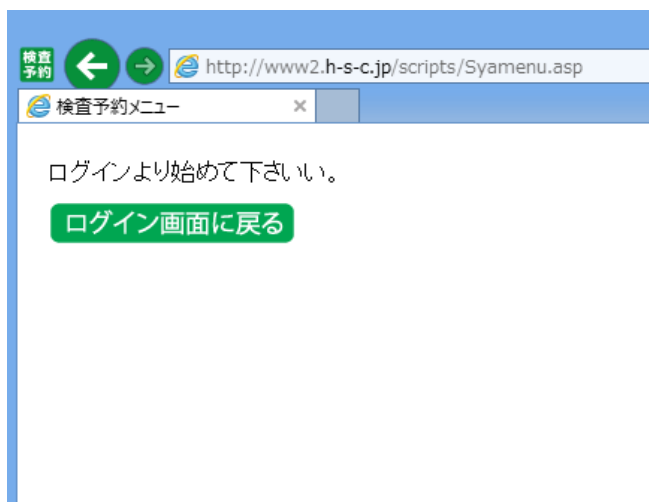 検査
予約
http://www2.h-s-c.jp/scripts/Syamenu.asp
検査予約メニュー
ログインより始めて下さいい。
ログイン画面に戻る